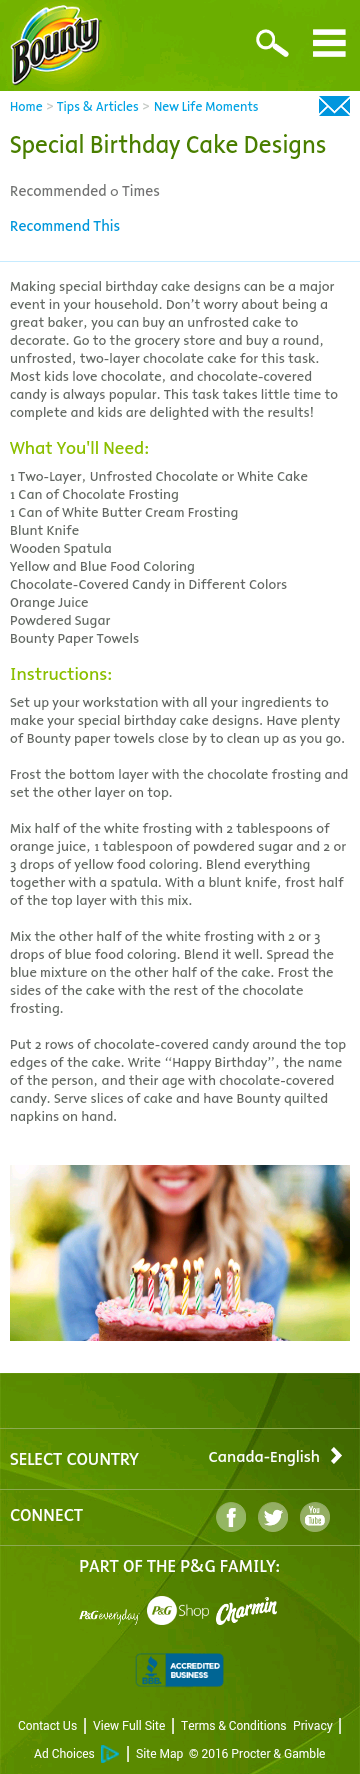 Bounty
Home > Tips & Articles > New Life Moments
Special Birthday Cake Designs
Recommended 0 Times
Recommend This
Making special birthday cake designs can be a major
event in your household. Don't worry about being a
great baker, you can buy an unfrosted cake to
decorate. Go to the grocery store and buy a round,
unfrosted, two-layer chocolate cake for this task.
Most kids love chocolate, and chocolate-covered
candy is always popular. This task takes little time to
complete and kids are delighted with the results!
What You'll Need:
1 Two-Layer, Unfrosted Chocolate or White Cake
1 Can of Chocolate Frosting
1 Can of White Butter Cream Frosting
Blunt Knife
Wooden Spatula
Yellow and Blue Food Coloring
Chocolate-Covered Candy in Different Colors
Orange Juice
Powdered Sugar
Bounty Paper Towels
Instructions:
Set up your workstation with all your ingredients to
make your special birthday cake designs. Have plenty
of Bounty paper towels close by to clean up as you go.
Frost the bottom layer with the chocolate frosting and
set the other layer on top.
Mix half of the white frosting with 2 tablespoons of
orange juice, 1 tablespoon of powdered sugar and 2 or
3 drops of yellow food coloring. Blend everything
together with a spatula. With a blunt knife, frost half
of the top layer with this mix.
Mix the other half of the white frosting with 2 or 3
drops of blue food coloring. Blend it well. Spread the
blue mixture on the other half of the cake. Frost the
sides of the cake with the rest of the chocolate
frosting.
Put 2 rows of chocolate-covered candy around the top
edges of the cake. Write “Happy Birthday”, the name
of the person, and their age with chocolate-covered
candy. Serve slices of cake and have Bounty quilted
napkins on hand.
SELECT COUNTRY Canada-English
CONNECT f You Tube
PART OF THE P&G FAMILY:
P&G everyday P&G Shop Charmin
BBB ACCREDITED BUSINESS
Contact Us | View Full Site | Terms & Conditions Privacy |
Ad Choices | Site Map © 2016 Procter & Gamble